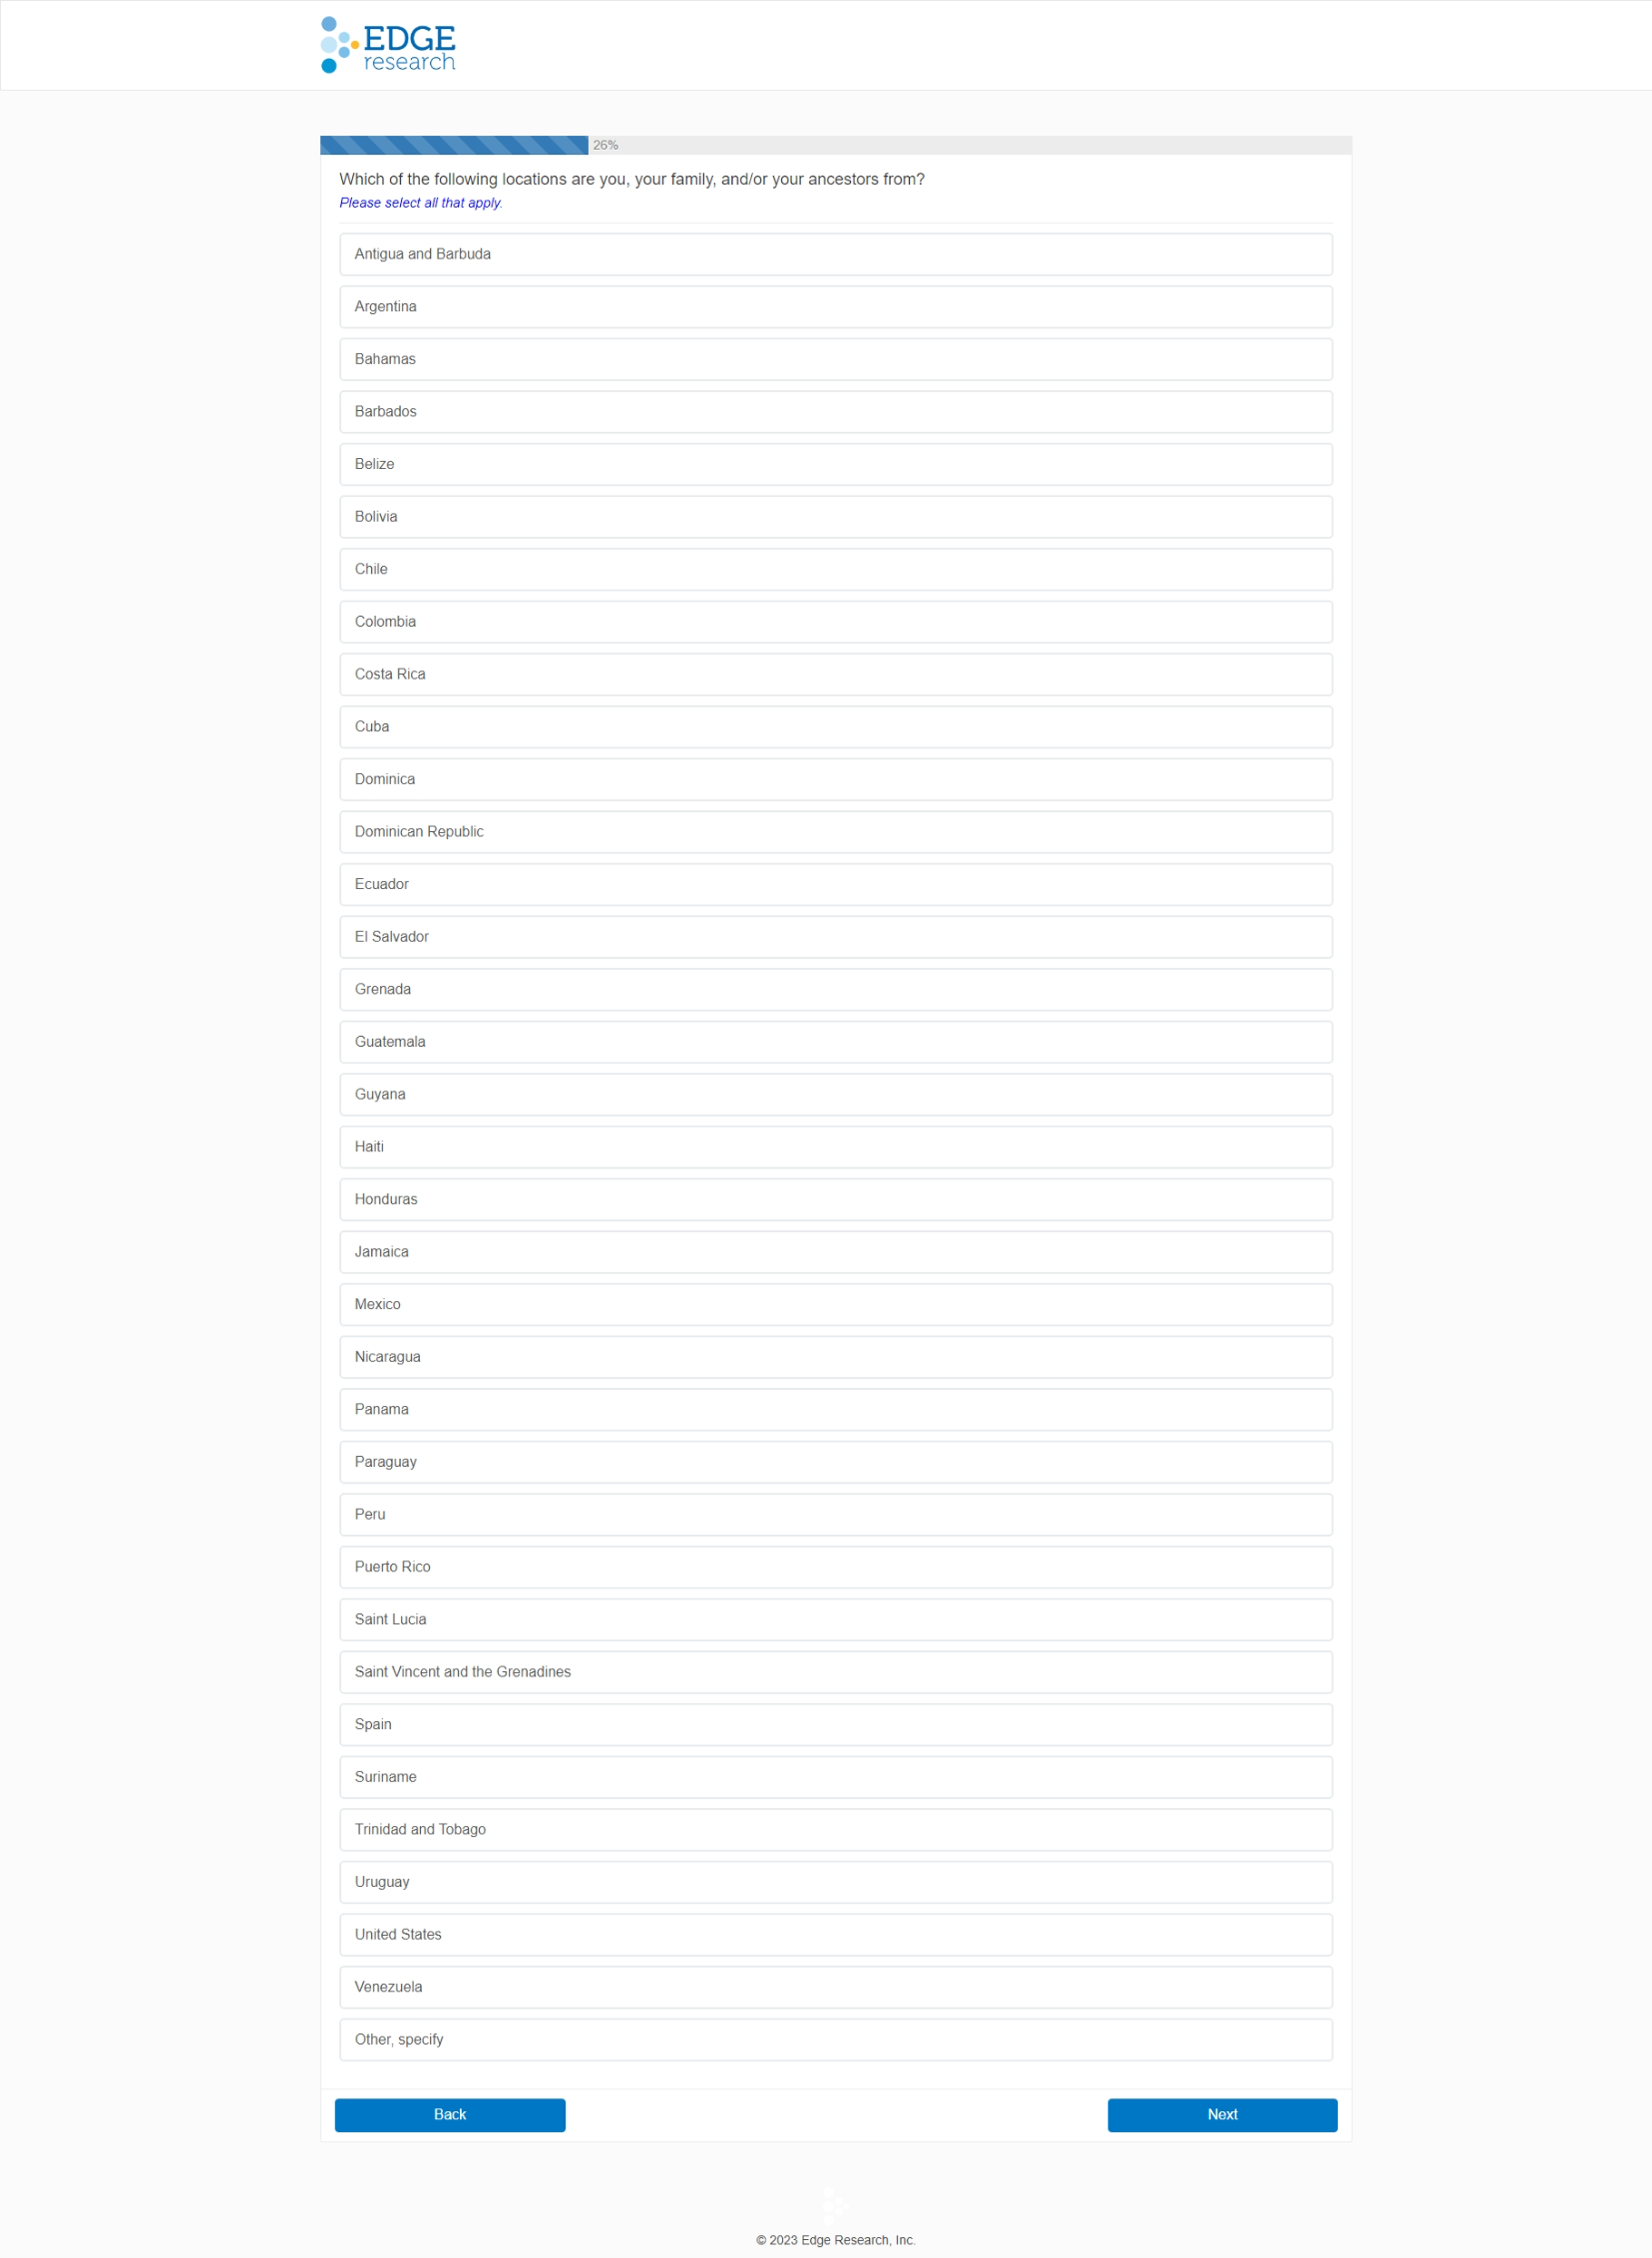 EDGE
research
26%
Which of the following locations are you, your family, and/or your ancestors from?
Please select all that apply.
Antigua and Barbuda
Argentina
Bahamas
Barbados
Belize
Bolivia
Chile
Colombia
Costa Rica
Cuba
Dominica
Dominican Republic
Ecuador
El Salvador
Grenada
Guatemala
Guyana
Haiti
Honduras
Jamaica
Mexico
Nicaragua
Panama
Paraguay
Peru
Puerto Rico
Saint Lucia
Saint Vincent and the Grenadines
Spain
Suriname
Trinidad and Tobago
Uruguay
United States
Venezuela
Other, specify
Back Next
© 2023 Edge Research, Inc.